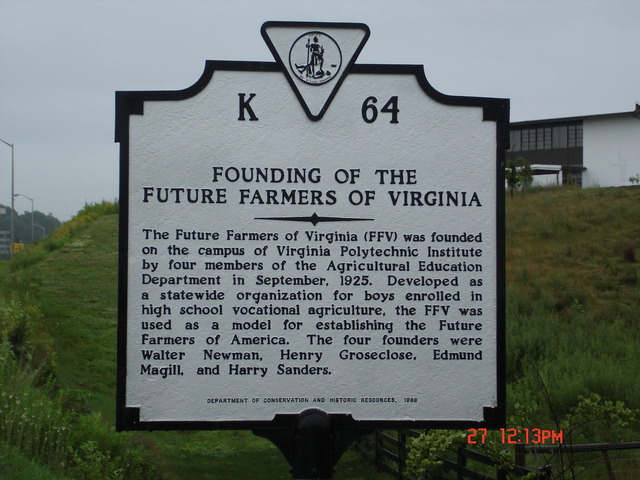 K 64
FOUNDING OF THE
FUTURE FARMERS OF VIRGINIA
The Future Farmers of Virginia (FFV) was founded
on the campus of Virginia Polytechnic Institute
by four members of the Agricultural Education
Department in September, 1925. Developed as
a statewide organization for boys enrolled in
high school vocational agriculture, the FFV was
used as a model for establishing the Future
Farmers of America. The four founders were
Walter Newman, Henry Groseclose, Edmund
Magill, and Harry Sanders.
DEPARTMENT OF CONSERVATION AND HISTORIC RESOURCES,
27 12:13PM